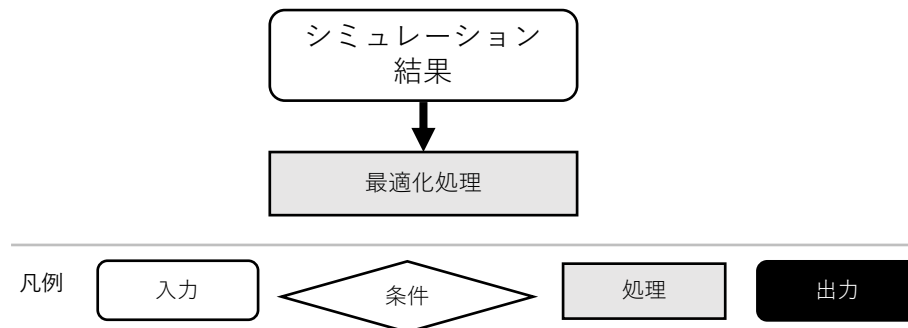 シミュレーション
結果
最適化処理
凡例
入力
条件
処理
出力